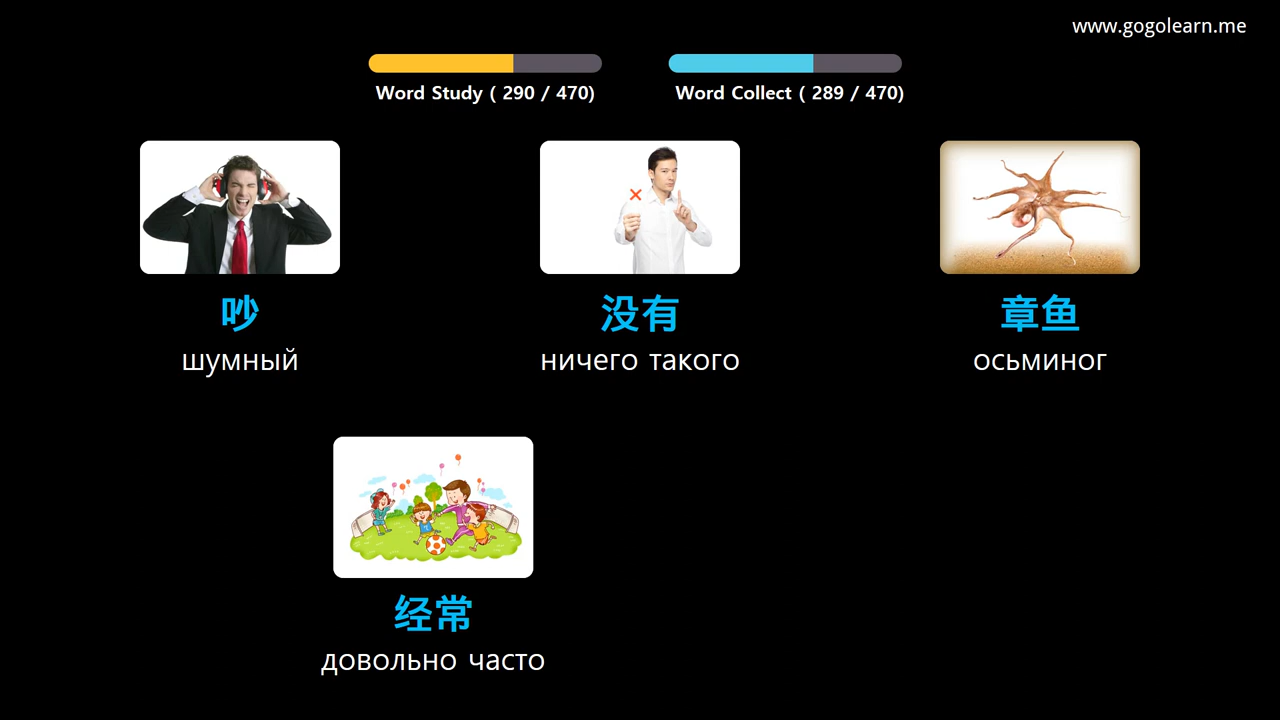 www.gogolearn.me
Word Study ( 290 / 470)
Word Collect ( 289 / 470)
吵
шумный
没有
ничего такого
章鱼
осьминог
经常
довольно часто